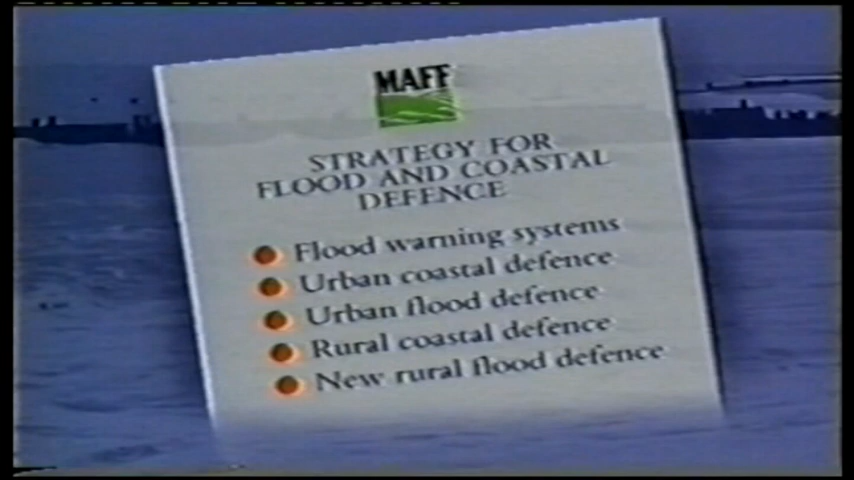 MAFF
STRATEGY FOR
FLOOD AND COASTAL
DEFENCE
Flood warning systems
Urban coastal defence
Urban flood defence
Rural coastal defence
New rural flood defence